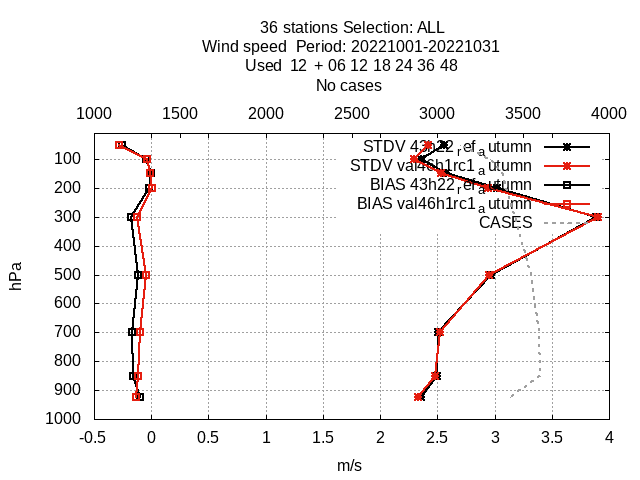 36 stations Selection: ALL
Wind speed  Period: 20221001-20221031
Used  12  + 06 12 18 24 36 48
No cases
1000 1500 2000 2500 3000 3500 4000
STDV 43h22_ref_autumn
STDV val46h1rc1_autumn
BIAS 43h22_ref_autumn
BIAS val46h1rc1_autumn
CASES
100
200
300
400
500
600
700
800
900
1000
hPa
-0.5 0 0.5 1 1.5 2 2.5 3 3.5 4
m/s